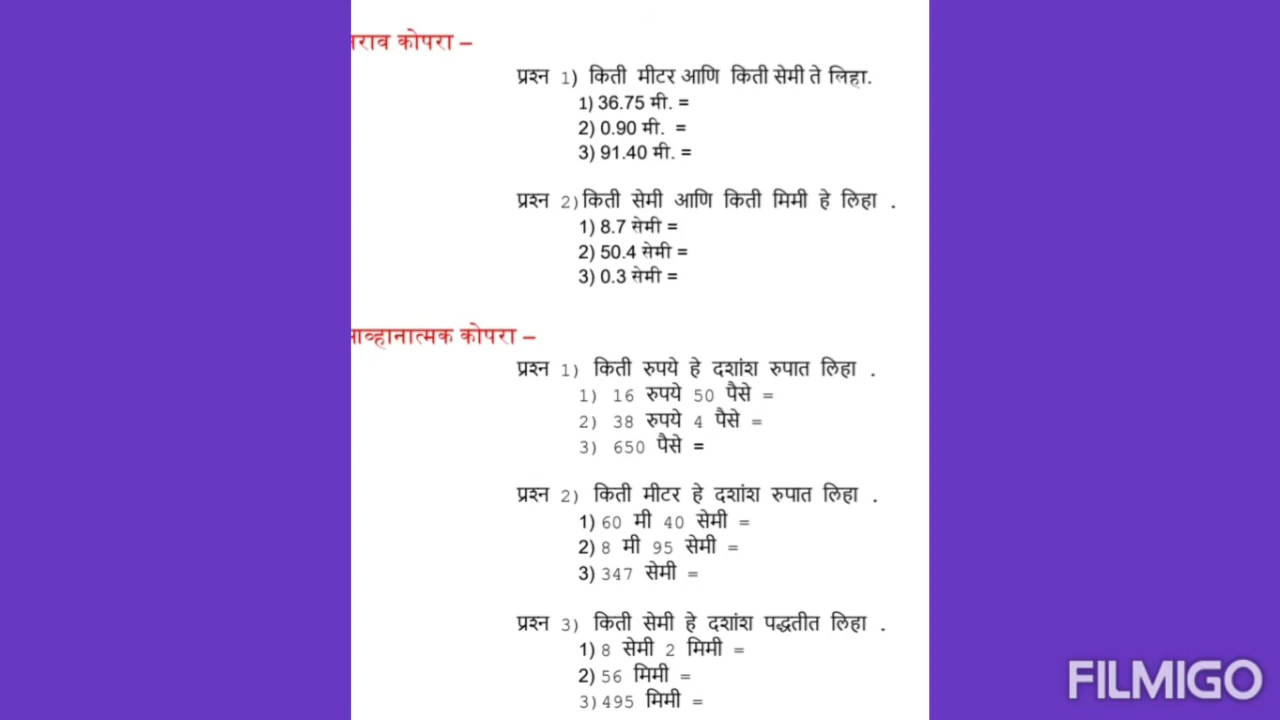 कोपरा –
प्रश्न 1) किती मीटर आणि किती सेमी ते लिहा.
1) 36.75 मी. =
2) 0.90 मी. =
3) 91.40 मी. =
प्रश्न 2)किती सेमी आणि किती मिमी हे लिहा .
1) 8.7 सेमी =
2) 50.4 सेमी =
3) 0.3 सेमी =
कोपरा –
प्रश्न 1) किती रुपये हे दशांश रुपात लिहा .
1) 16 रुपये 50 पैसे =
2) 38 रुपये 4 पैसे =
3) 650 पैसे =
प्रश्न 2) किती मीटर हे दशांश रुपात लिहा .
1) 60 मी 40 सेमी =
2) 8 मी 95 सेमी =
3) 347 सेमी =
प्रश्न 3) किती सेमी हे दशांश पद्धतीत लिहा .
1) 8 सेमी 2 मिमी =
2) 56 मिमी =
3) 495 मिमी =
FILMIGO